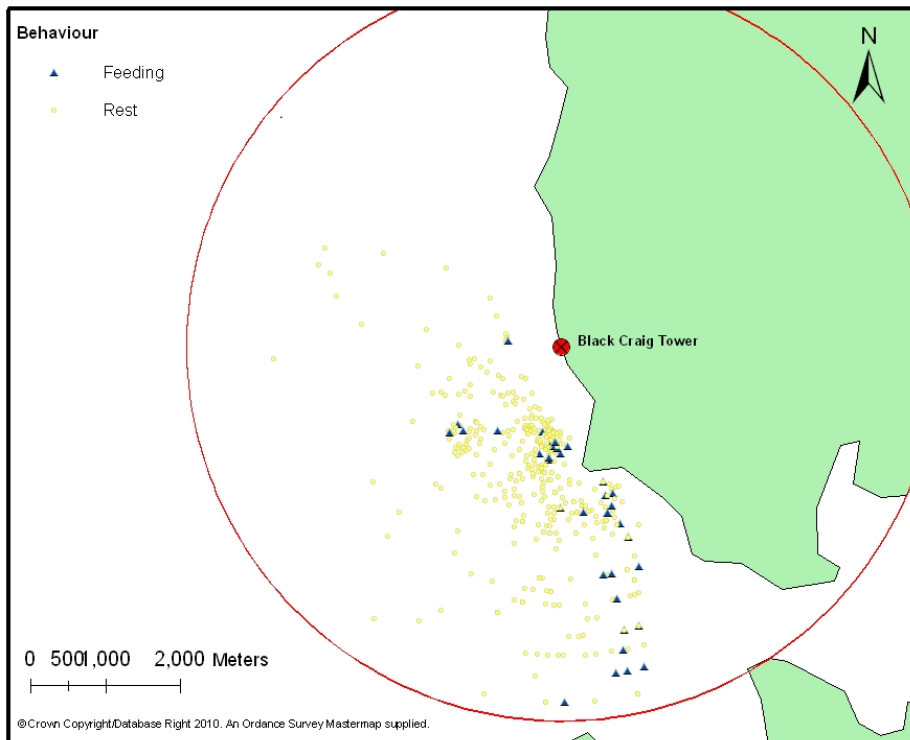 Behaviour
Feeding
Rest
N
Black Craig Tower
0 5001,000 2,000 Meters
©Crown Copyright/Database Right 2010. An Ordance Survey Mastermap supplied.